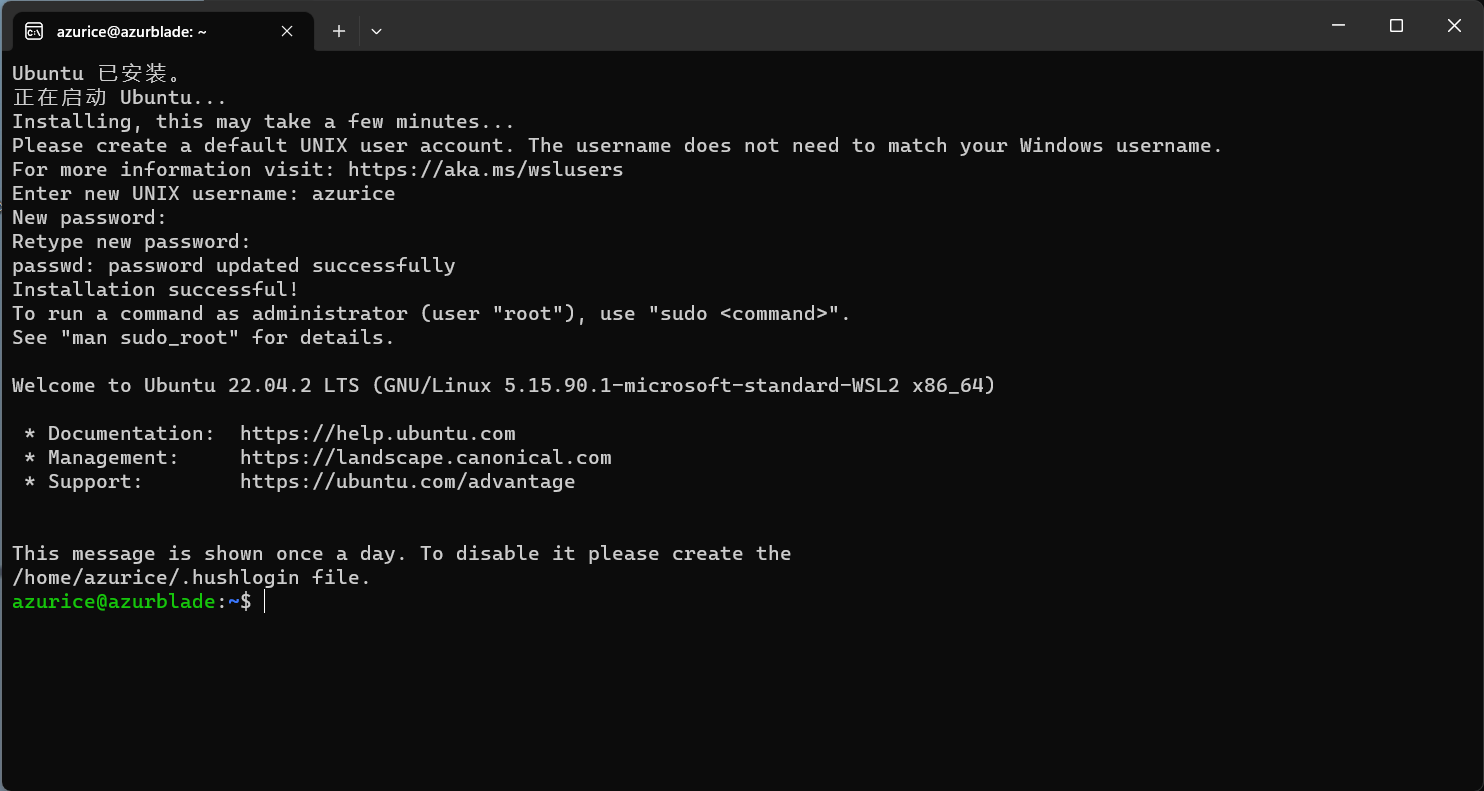 azurice@azurblade: ~
Ubuntu 已安装。
正在启动 Ubuntu...
Installing, this may take a few minutes...
Please create a default UNIX user account. The username does not need to match your Windows username.
For more information visit: https://aka.ms/wslusers
Enter new UNIX username: azurice
New password:
Retype new password:
passwd: password updated successfully
Installation successful!
To run a command as administrator (user "root"), use "sudo <command>".
See "man sudo_root" for details.
Welcome to Ubuntu 22.04.2 LTS (GNU/Linux 5.15.90.1-microsoft-standard-WSL2 x86_64)
* Documentation:  https://help.ubuntu.com
* Management:     https://landscape.canonical.com
* Support:        https://ubuntu.com/advantage
This message is shown once a day. To disable it please create the
/home/azurice/.hushlogin file.
azurice@azurblade:~$